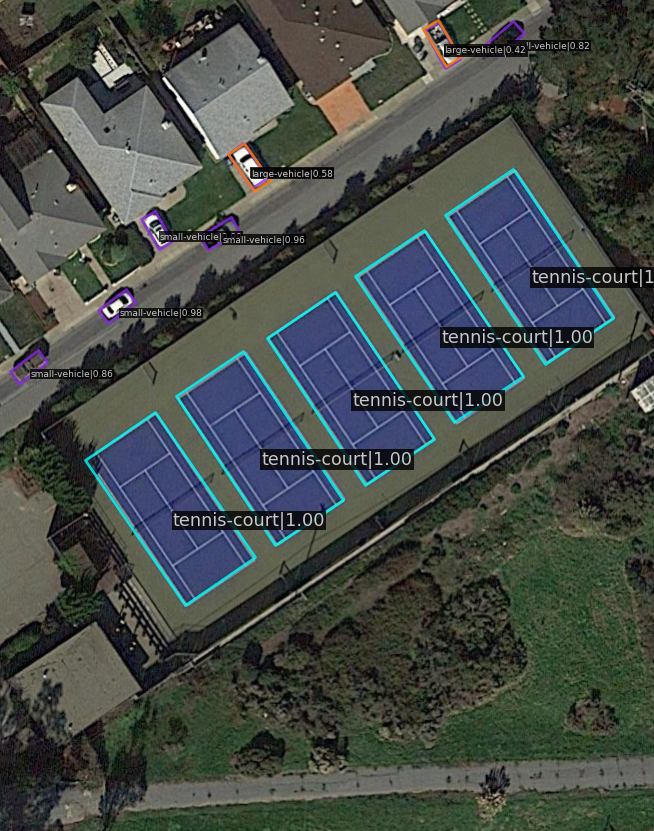 large-vehicle|0.42
l-vehicle|0.82
large-vehicle|0.58
small-vehicle|
small-vehicle|0.96
tennis-court|1
small-vehicle|0.98
tennis-court|1.00
small-vehicle|0.86
tennis-court|1.00
tennis-court|1.00
tennis-court|1.00